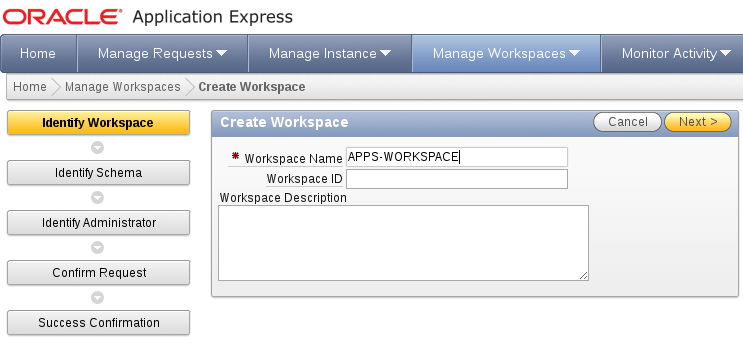 ORACLE Application Express
Home Manage Requests Manage Instance Manage Workspaces Monitor Activity
Home Manage Workspaces Create Workspace
Identify Workspace
Identify Schema
Identify Administrator
Confirm Request
Success Confirmation
Create Workspace Cancel Next >
* Workspace Name APPS-WORKSPACE
Workspace ID
Workspace Description